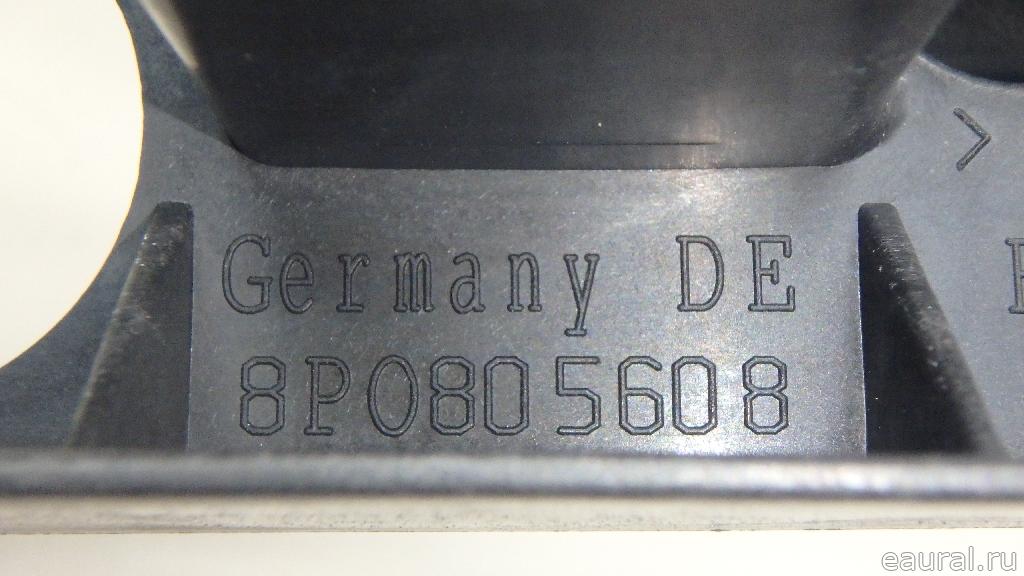 >
Germany DE
8P0805608
eaural.ru